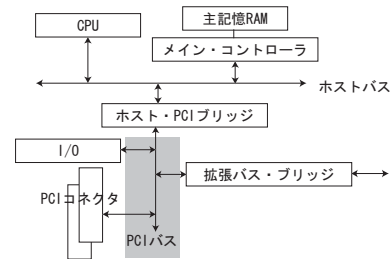 CPU
主記憶RAM
メイン・コントローラ
ホストバス
ホスト・PCIブリッジ
I/O
拡張バス・ブリッジ
PCIコネクタ
PCIバス